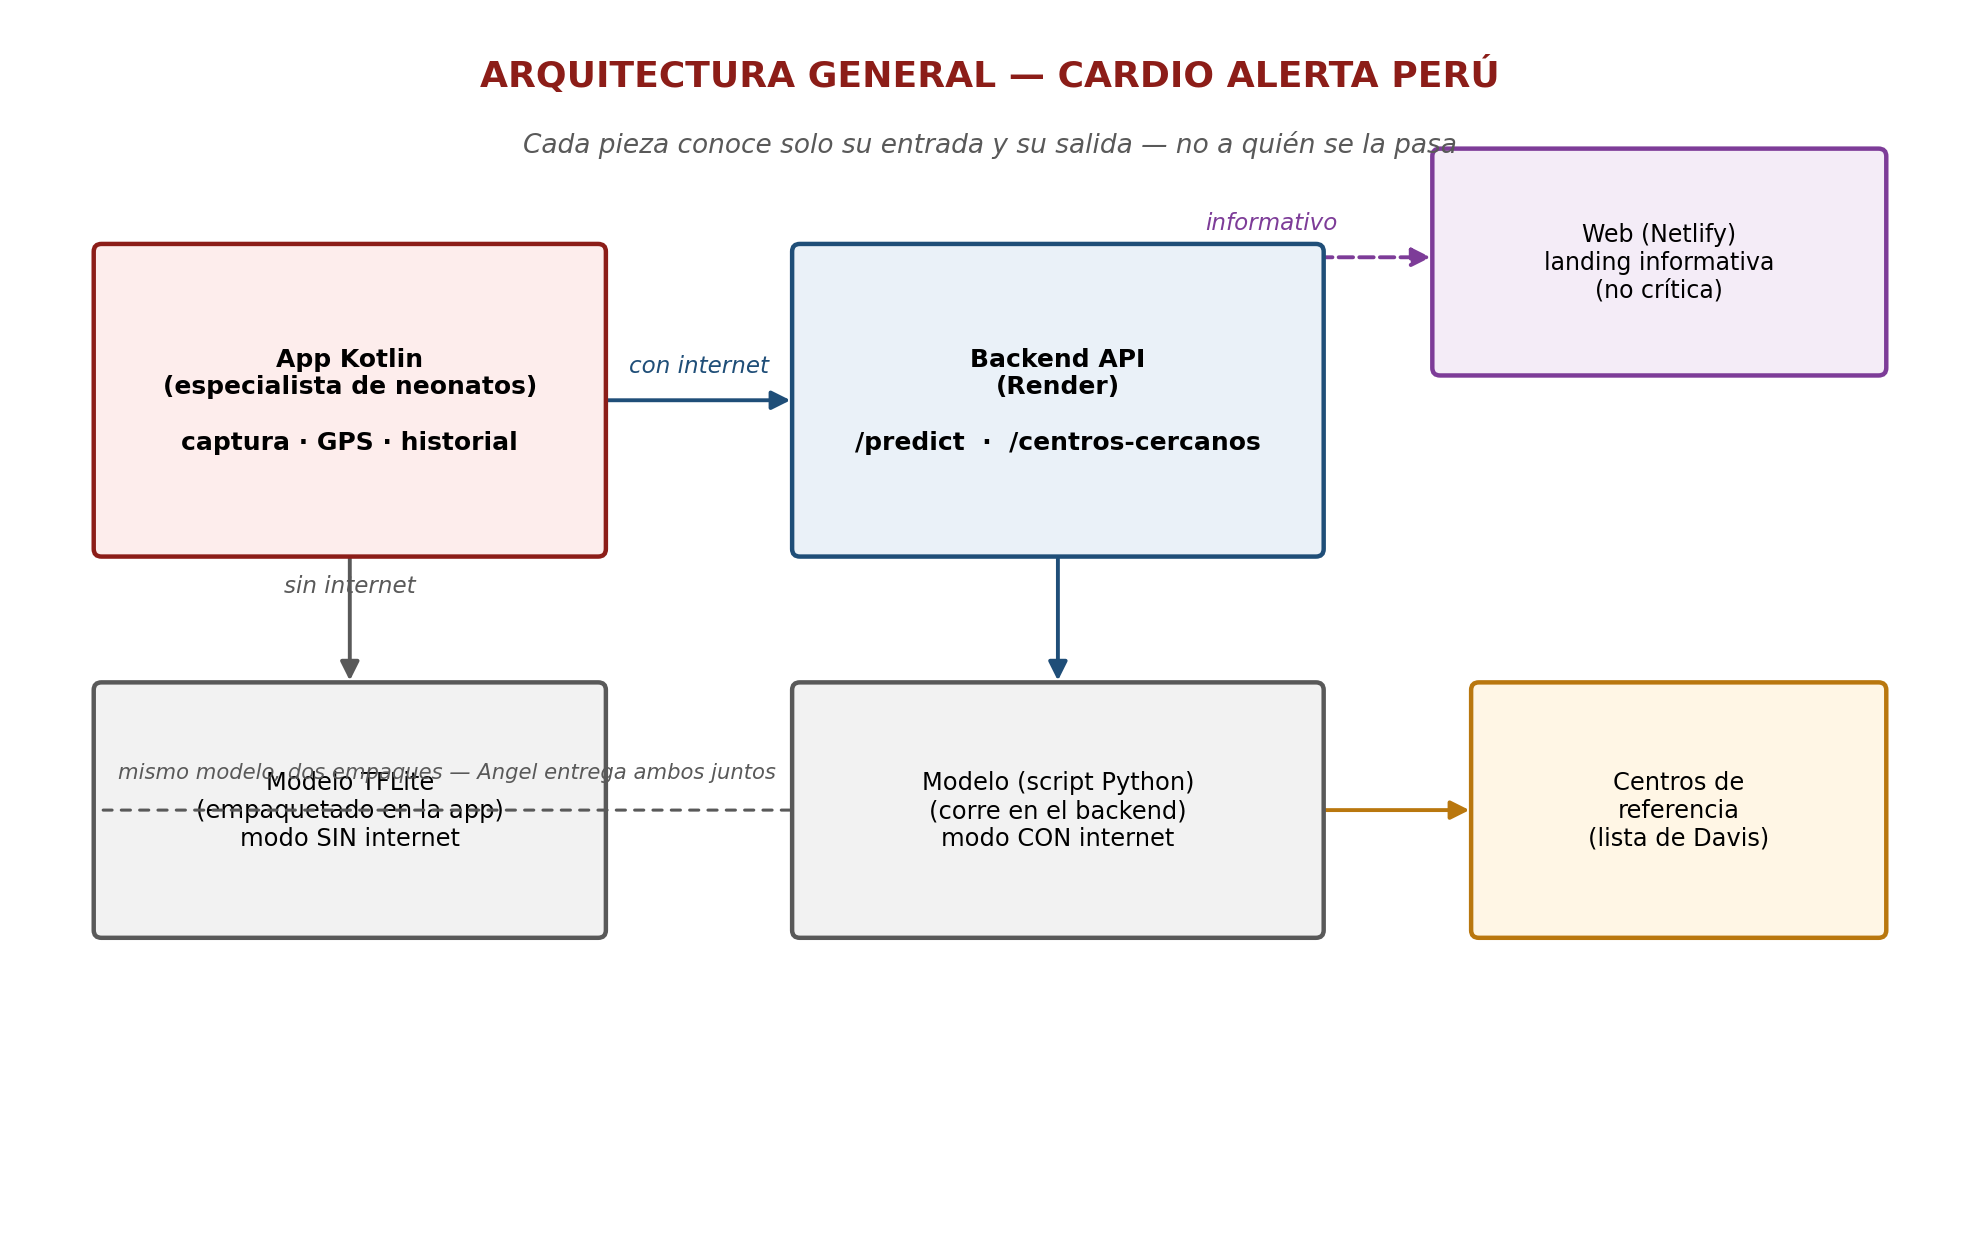 ARQUITECTURA GENERAL — CARDIO ALERTA PERÚ
Cada pieza conoce solo su entrada y su salida — no a quién se la pasa
informativo
Web (Netlify)
landing informativa
(no crítica)
App Kotlin
(especialista de neonatos)
captura · GPS · historial
con internet
Backend API
(Render)
/predict · /centros-cercanos
sin internet
mismo modelo, dos empaques — Angel entrega ambos juntos
Modelo TFLite
(empaquetado en la app)
modo SIN internet
Modelo (script Python)
(corre en el backend)
modo CON internet
Centros de
referencia
(lista de Davis)